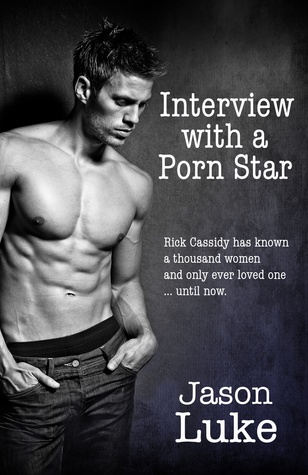 Interview
with a
Porn Star
Rick Cassidy has known
a thousand women
and only ever loved one
... until now.
Jason
Luke